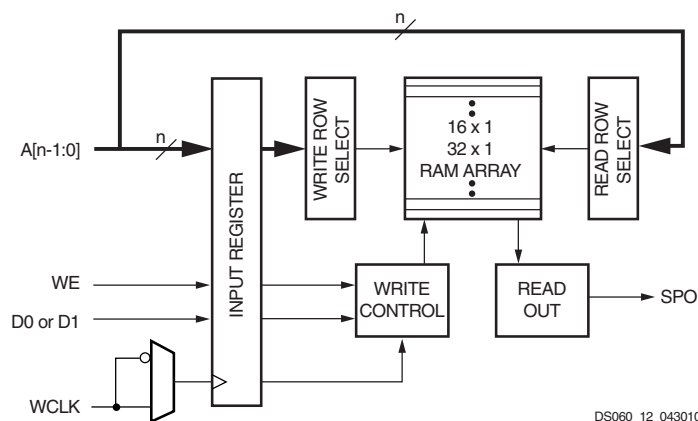 n
A[n-1:0]
n
INPUT REGISTER
WRITE ROW
SELECT
16 x 1
32 x 1
RAM ARRAY
READ ROW
SELECT
WE
D0 or D1
WRITE
CONTROL
READ
OUT
SPO
WCLK
DS060_12_043010